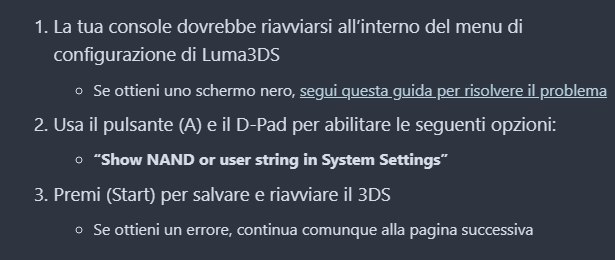 1. La tua console dovrebbe riavviarsi all’interno del menu di
configurazione di Luma3DS
Se ottieni uno schermo nero, segui questa guida per risolvere il problema
2. Usa il pulsante (A) e il D-Pad per abilitare le seguenti opzioni:
“Show NAND or user string in System Settings”
3. Premi (Start) per salvare e riavviare il 3DS
Se ottieni un errore, continua comunque alla pagina successiva